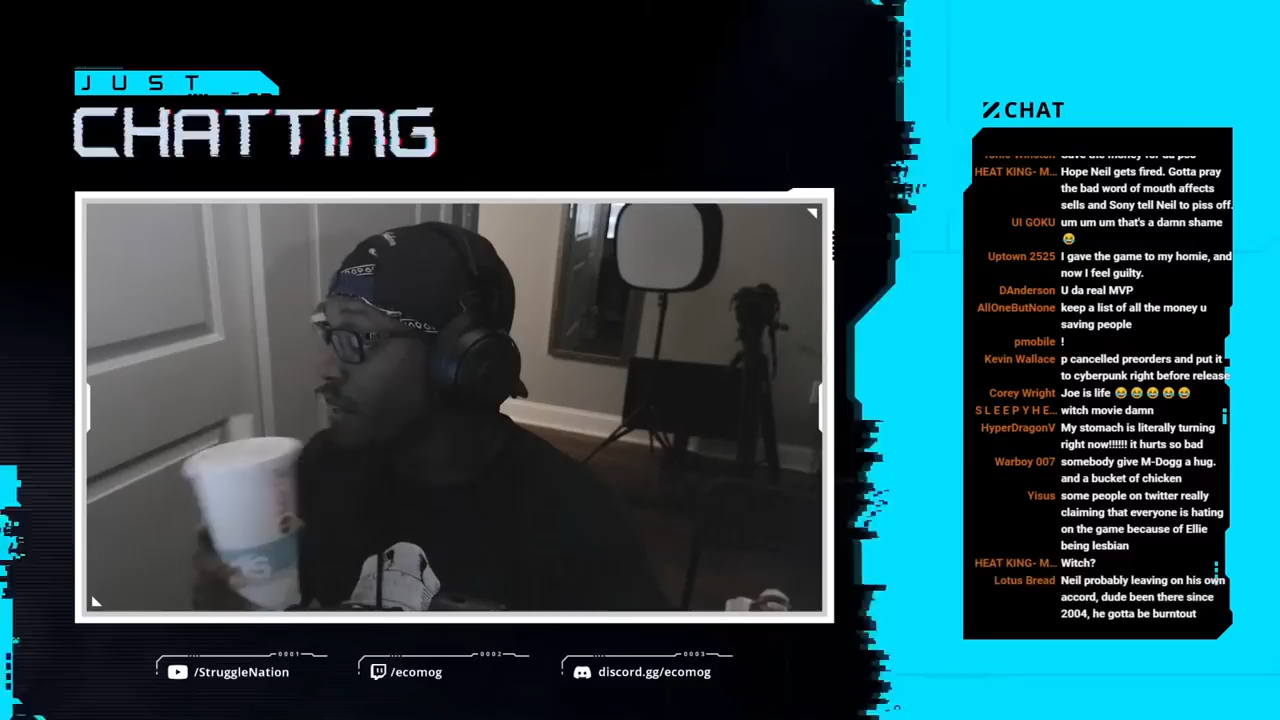 JUST
CHATTING
CHAT
HEAT KING- M... Hope Neil gets fired. Gotta pray
the bad word of mouth affects
sells and Sony tell Neil to piss off.
UI GOKU um um um that's a damn shame
😂
Uptown 2525 I gave the game to my homie, and
now I feel guilty.
DAnderson U da real MVP
AllOneButNone keep a list of all the money u
saving people
pmobile !
Kevin Wallace p cancelled preorders and put it
to cyberpunk right before release
Corey Wright Joe is life 😂😂😂😂😂
S L E E P Y H E... witch movie damn
HyperDragonV My stomach is literally turning
right now!!!!!! it hurts so bad
Warboy 007 somebody give M-Dogg a hug.
and a bucket of chicken
Yisus some people on twitter really
claiming that everyone is hating
on the game because of Ellie
being lesbian
HEAT KING- M... Witch?
Lotus Bread Neil probably leaving on his own
accord, dude been there since
2004, he gotta be burntout
0001
/StruggleNation
0002
/ecomog
0003
discord.gg/ecomog